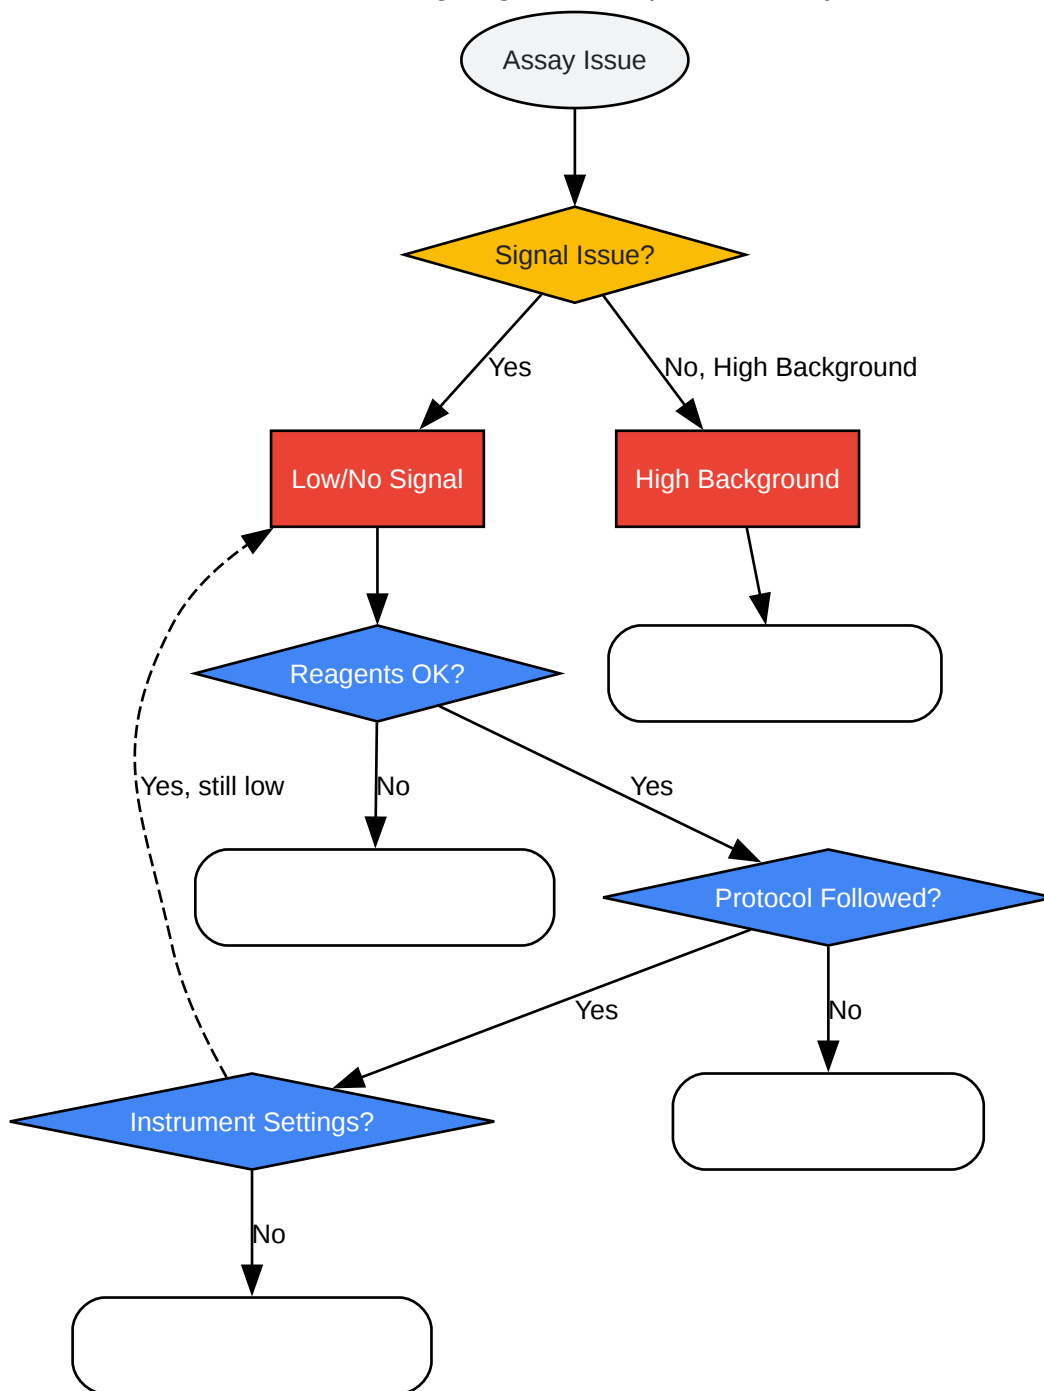 Assay Issue
Signal Issue?
Yes
No, High Background
Low/No Signal
High Background
Reagents OK?
Yes, still low
No
Yes
Protocol Followed?
Yes
No
Instrument Settings?
No